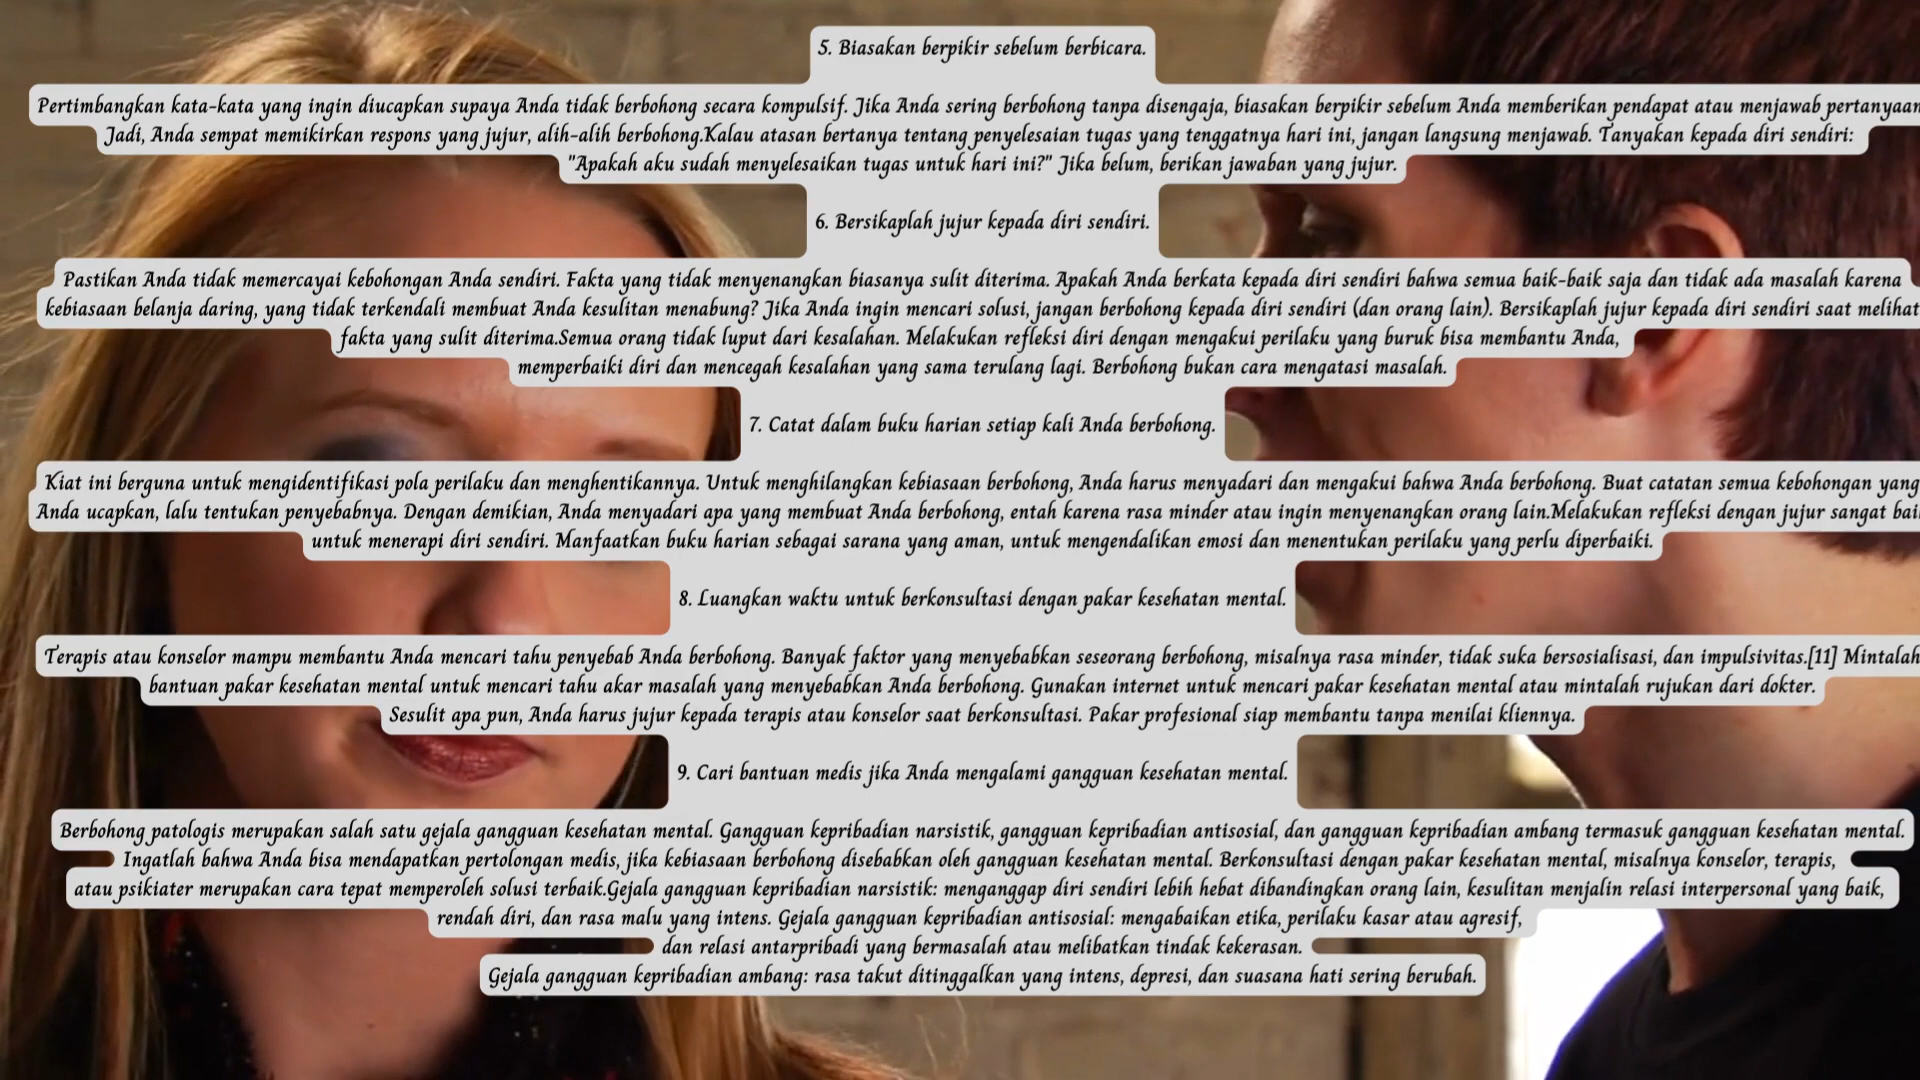 5. Biasakan berpikir sebelum berbicara.
Pertimbangkan kata-kata yang ingin diucapkan supaya Anda tidak berbohong secara kompulsif. Jika Anda sering berbohong tanpa disengaja, biasakan berpikir sebelum Anda memberikan pendapat atau menjawab pertanyaan
Jadi, Anda sempat memikirkan respons yang jujur, alih-alih berbohong.Kalau atasan bertanya tentang penyelesaian tugas yang tenggatnya hari ini, jangan langsung menjawab. Tanyakan kepada diri sendiri:
"Apakah aku sudah menyelesaikan tugas untuk hari ini?" Jika belum, berikan jawaban yang jujur.
6. Bersikaplah jujur kepada diri sendiri.
Pastikan Anda tidak memercayai kebohongan Anda sendiri. Fakta yang tidak menyenangkan biasanya sulit diterima. Apakah Anda berkata kepada diri sendiri bahwa semua baik-baik saja dan tidak ada masalah karena
kebiasaan belanja daring, yang tidak terkendali membuat Anda kesulitan menabung? Jika Anda ingin mencari solusi, jangan berbohong kepada diri sendiri (dan orang lain). Bersikaplah jujur kepada diri sendiri saat melihat
fakta yang sulit diterima.Semua orang tidak luput dari kesalahan. Melakukan refleksi diri dengan mengakui perilaku yang buruk bisa membantu Anda,
memperbaiki diri dan mencegah kesalahan yang sama terulang lagi. Berbohong bukan cara mengatasi masalah.
7. Catat dalam buku harian setiap kali Anda berbohong.
Kiat ini berguna untuk mengidentifikasi pola perilaku dan menghentikannya. Untuk menghilangkan kebiasaan berbohong, Anda harus menyadari dan mengakui bahwa Anda berbohong. Buat catatan semua kebohongan yang
Anda ucapkan, lalu tentukan penyebabnya. Dengan demikian, Anda menyadari apa yang membuat Anda berbohong, entah karena rasa minder atau ingin menyenangkan orang lain.Melakukan refleksi dengan jujur sangat bai
untuk menerapi diri sendiri. Manfaatkan buku harian sebagai sarana yang aman, untuk mengendalikan emosi dan menentukan perilaku yang perlu diperbaiki.
8. Luangkan waktu untuk berkonsultasi dengan pakar kesehatan mental.
Terapis atau konselor mampu membantu Anda mencari tahu penyebab Anda berbohong. Banyak faktor yang menyebabkan seseorang berbohong, misalnya rasa minder, tidak suka bersosialisasi, dan impulsivitas.[11] Mintalah
bantuan pakar kesehatan mental untuk mencari tahu akar masalah yang menyebabkan Anda berbohong. Gunakan internet untuk mencari pakar kesehatan mental atau mintalah rujukan dari dokter.
Sesulit apa pun, Anda harus jujur kepada terapis atau konselor saat berkonsultasi. Pakar profesional siap membantu tanpa menilai kliennya.
9. Cari bantuan medis jika Anda mengalami gangguan kesehatan mental.
Berbohong patologis merupakan salah satu gejala gangguan kesehatan mental. Gangguan kepribadian narsistik, gangguan kepribadian antisosial, dan gangguan kepribadian ambang termasuk gangguan kesehatan mental.
Ingatlah bahwa Anda bisa mendapatkan pertolongan medis, jika kebiasaan berbohong disebabkan oleh gangguan kesehatan mental. Berkonsultasi dengan pakar kesehatan mental, misalnya konselor, terapis,
atau psikiater merupakan cara tepat memperoleh solusi terbaik.Gejala gangguan kepribadian narsistik: menganggap diri sendiri lebih hebat dibandingkan orang lain, kesulitan menjalin relasi interpersonal yang baik,
rendah diri, dan rasa malu yang intens. Gejala gangguan kepribadian antisosial: mengabaikan etika, perilaku kasar atau agresif,
dan relasi antarpribadi yang bermasalah atau melibatkan tindak kekerasan.
Gejala gangguan kepribadian ambang: rasa takut ditinggalkan yang intens, depresi, dan suasana hati sering berubah.